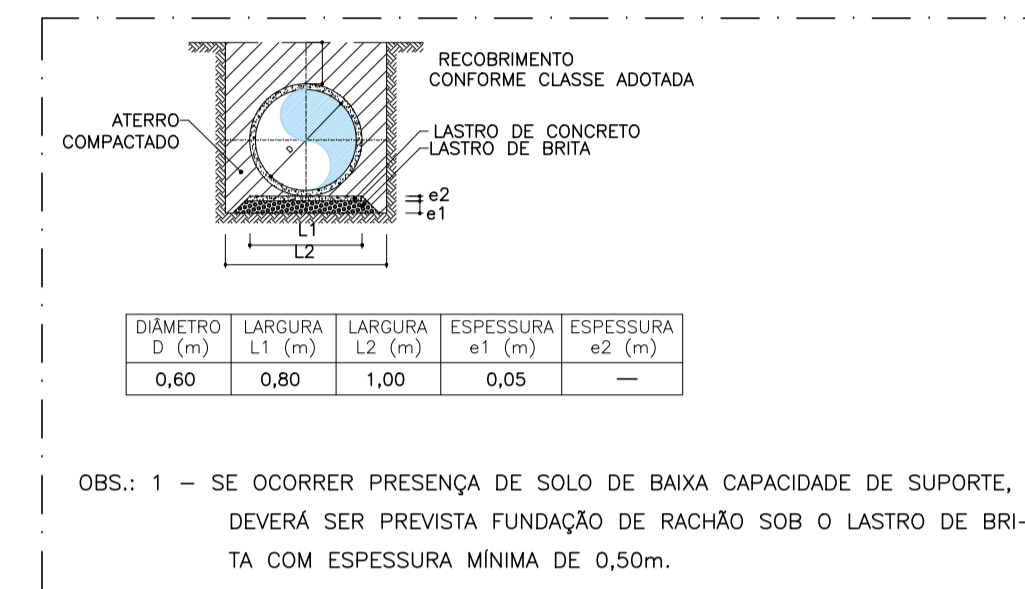 RECOBRIMENTO
CONFORME CLASSE ADOTADA
ATERRO
COMPACTADO
LASTRO DE CONCRETO
LASTRO DE BRITA
D
e2
e1
L1
L2
DIÂMETRO D (m) LARGURA L1 (m) LARGURA L2 (m) ESPESSURA e1 (m) ESPESSURA e2 (m)
0,60 0,80 1,00 0,05 —
OBS.: 1 – SE OCORRER PRESENÇA DE SOLO DE BAIXA CAPACIDADE DE SUPORTE,
DEVERÁ SER PREVISTA FUNDAÇÃO DE RACHÃO SOB O LASTRO DE BRI-
TA COM ESPESSURA MÍNIMA DE 0,50m.